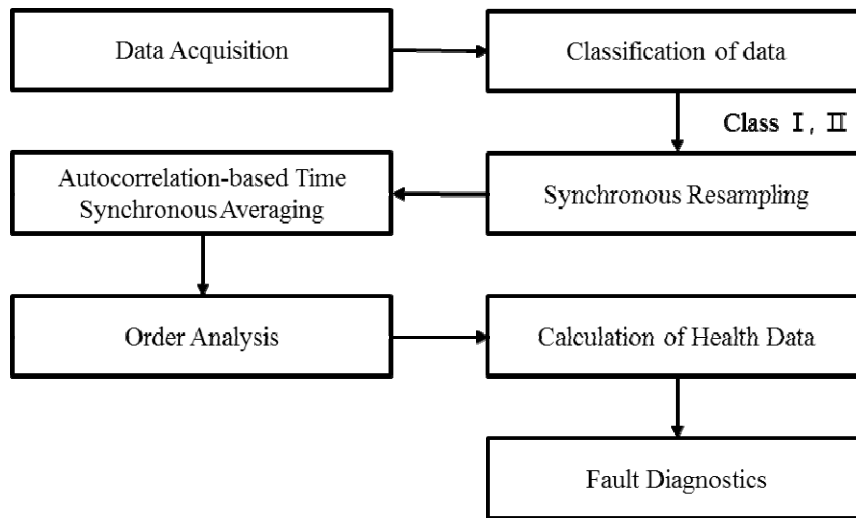 Data Acquisition
Classification of data
Class Ⅰ, Ⅱ
Synchronous Resampling
Autocorrelation-based Time
Synchronous Averaging
Order Analysis
Calculation of Health Data
Fault Diagnostics